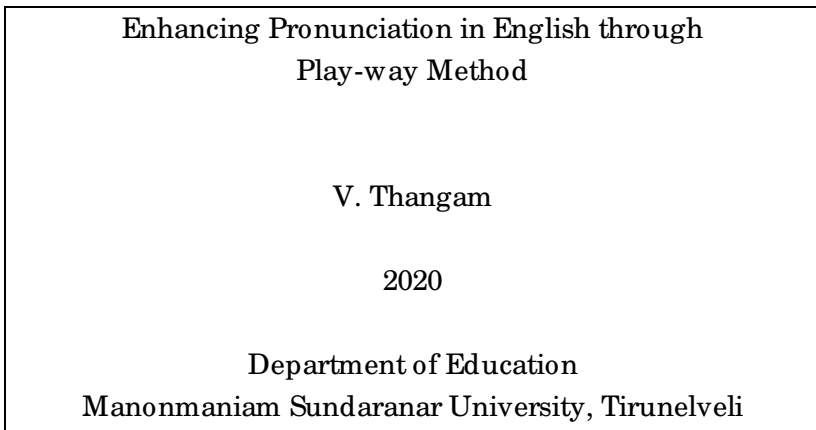 Enhancing Pronunciation in English through
Play-way Method
V. Thangam
2020
Department of Education
Manonmaniam Sundaranar University, Tirunelveli